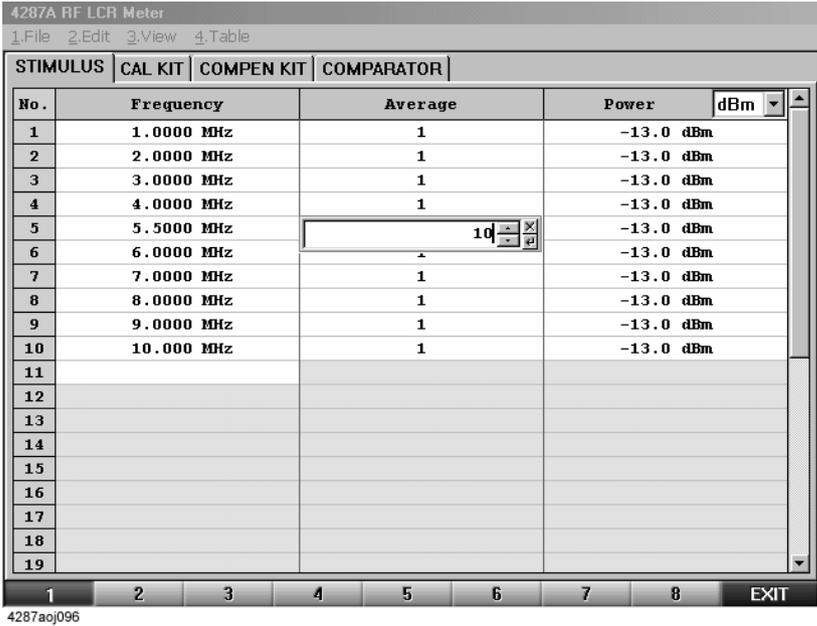 4287A RF LCR Meter
1.File 2.Edit 3.View 4.Table
STIMULUS CAL KIT COMPEN KIT COMPARATOR
No. Frequency Average Power dBm
1 1.0000 MHz 1 -13.0 dBm
2 2.0000 MHz 1 -13.0 dBm
3 3.0000 MHz 1 -13.0 dBm
4 4.0000 MHz 1 -13.0 dBm
5 5.5000 MHz 10 -13.0 dBm
6 6.0000 MHz 1 -13.0 dBm
7 7.0000 MHz 1 -13.0 dBm
8 8.0000 MHz 1 -13.0 dBm
9 9.0000 MHz 1 -13.0 dBm
10 10.000 MHz 1 -13.0 dBm
11
12
13
14
15
16
17
18
19
1 2 3 4 5 6 7 8 EXIT
4287aoj096